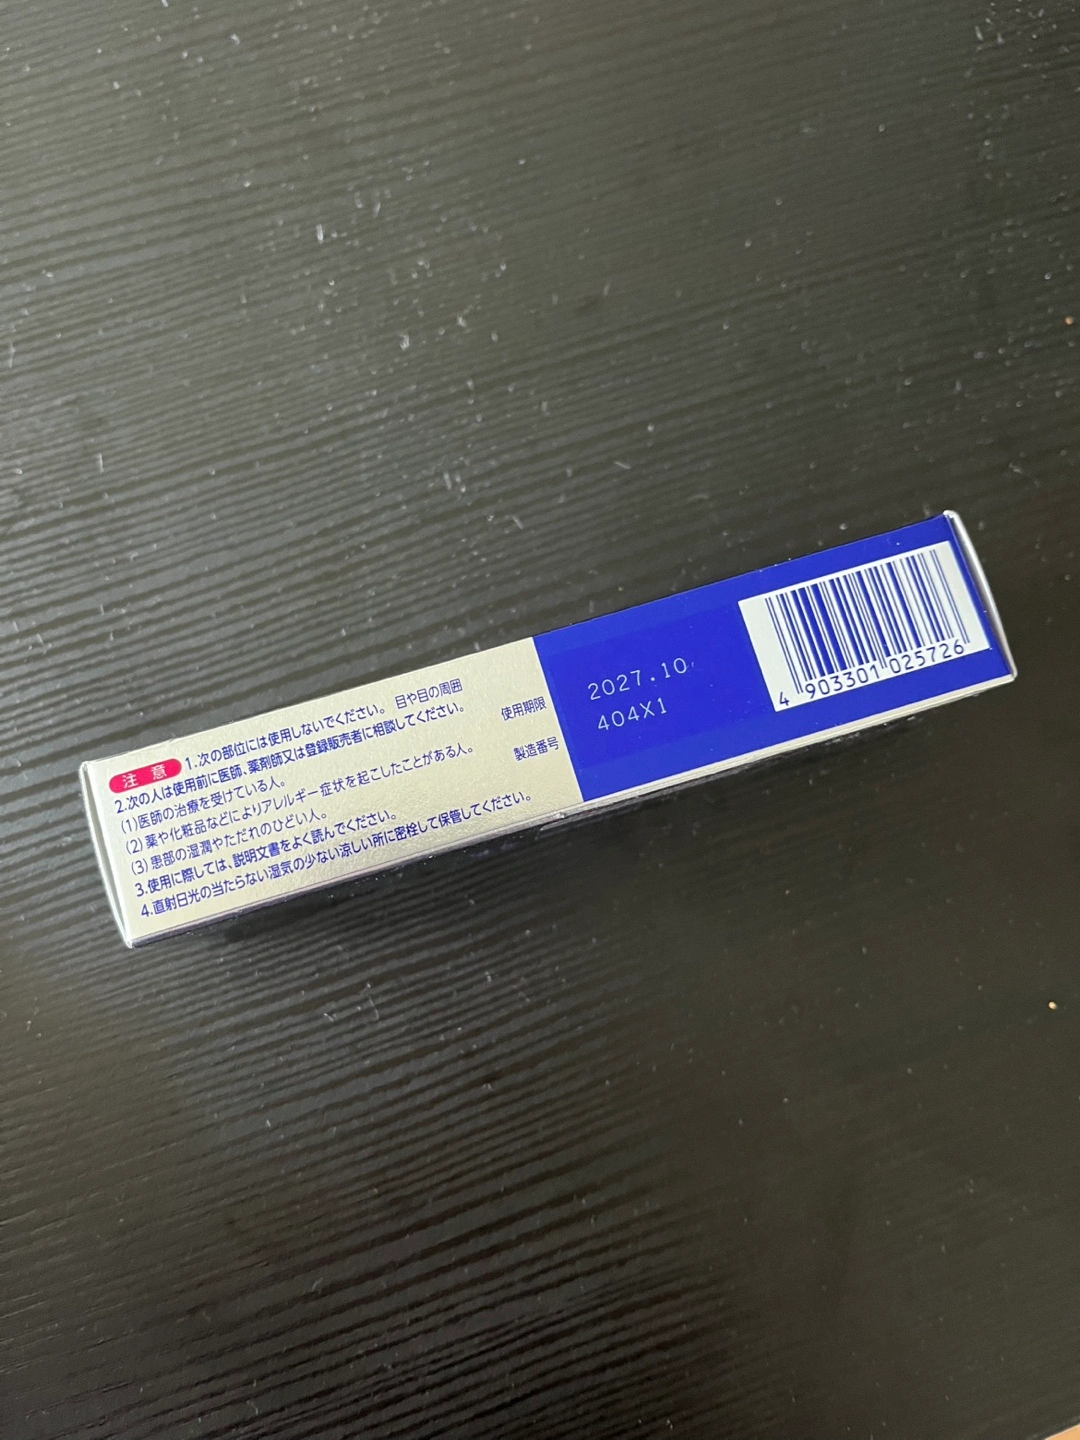 注意 1.次の部位には使用しないでください。 目や目の周囲
2.次の人は使用前に医師、薬剤師又は登録販売者に相談してください。
(1)医師の治療を受けている人。
(2)薬や化粧品などによりアレルギー症状を起こしたことがある人。
(3)患部の湿潤やただれのひどい人。
3.使用に際しては、説明文書をよく読んでください。
4.直射日光の当たらない湿気の少ない涼しい所に密栓して保管してください。
使用期限 2027.10
製造番号 404X1
4 903301 025726